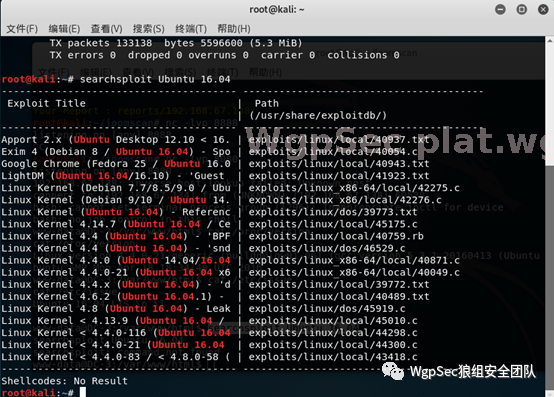 root@kali: ~
文件(F) 编辑(E) 查看(V) 搜索(S) 终端(T) 帮助(H)
TX packets 133138 bytes 5596600 (5.3 MiB)
TX errors 0 dropped 0 overruns 0 carrier 0 collisions 0
root@kali:~# searchsploit Ubuntu 16.04
Exploit Title | Path
| (/usr/share/exploitdb/)
Apport 2.x (Ubuntu Desktop 12.10 < 16. | exploits/linux/local/40937.txt
Exim 4 (Debian 8 / Ubuntu 16.04) - Spo | exploits/linux/local/40054.c
Google Chrome (Fedora 25 / Ubuntu 16.0 | exploits/linux/local/40943.txt
LightDM (Ubuntu 16.04/16.10) - 'Guest | exploits/linux/local/41923.txt
Linux Kernel (Debian 7.7/8.5/9.0 / Ubu | exploits/linux_x86-64/local/42275.c
Linux Kernel (Debian 9/10 / Ubuntu 14. | exploits/linux_x86/local/42276.c
Linux Kernel (Ubuntu 16.04) - Referenc | exploits/linux/dos/39773.txt
Linux Kernel 4.14.7 (Ubuntu 16.04 / Ce | exploits/linux/local/45175.c
Linux Kernel 4.4 (Ubuntu 16.04) - 'BPF | exploits/linux/local/40759.rb
Linux Kernel 4.4 (Ubuntu 16.04) - 'snd | exploits/linux/dos/46529.c
Linux Kernel 4.4.0 (Ubuntu 14.04/16.04 | exploits/linux_x86-64/local/40871.c
Linux Kernel 4.4.0-21 (Ubuntu 16.04 x6 | exploits/linux_x86-64/local/40049.c
Linux Kernel 4.4.x (Ubuntu 16.04) - | exploits/linux/local/39772.txt
Linux Kernel 4.6.2 (Ubuntu 16.04.1) - | exploits/linux/local/40489.txt
Linux Kernel 4.8 (Ubuntu 16.04) - Leak | exploits/linux/dos/45919.c
Linux Kernel < 4.13.9 (Ubuntu 16.04 / | exploits/linux/local/45010.c
Linux Kernel < 4.4.0-116 (Ubuntu 16.04 | exploits/linux/local/44298.c
Linux Kernel < 4.4.0-21 (Ubuntu 16.04 | exploits/linux/local/44300.c
Linux Kernel < 4.4.0-83 / < 4.8.0-58 ( | exploits/linux/local/43418.c
Shellcodes: No Result
root@kali:~#
WgpSec.plat.wg
WgpSec狼组安全团队